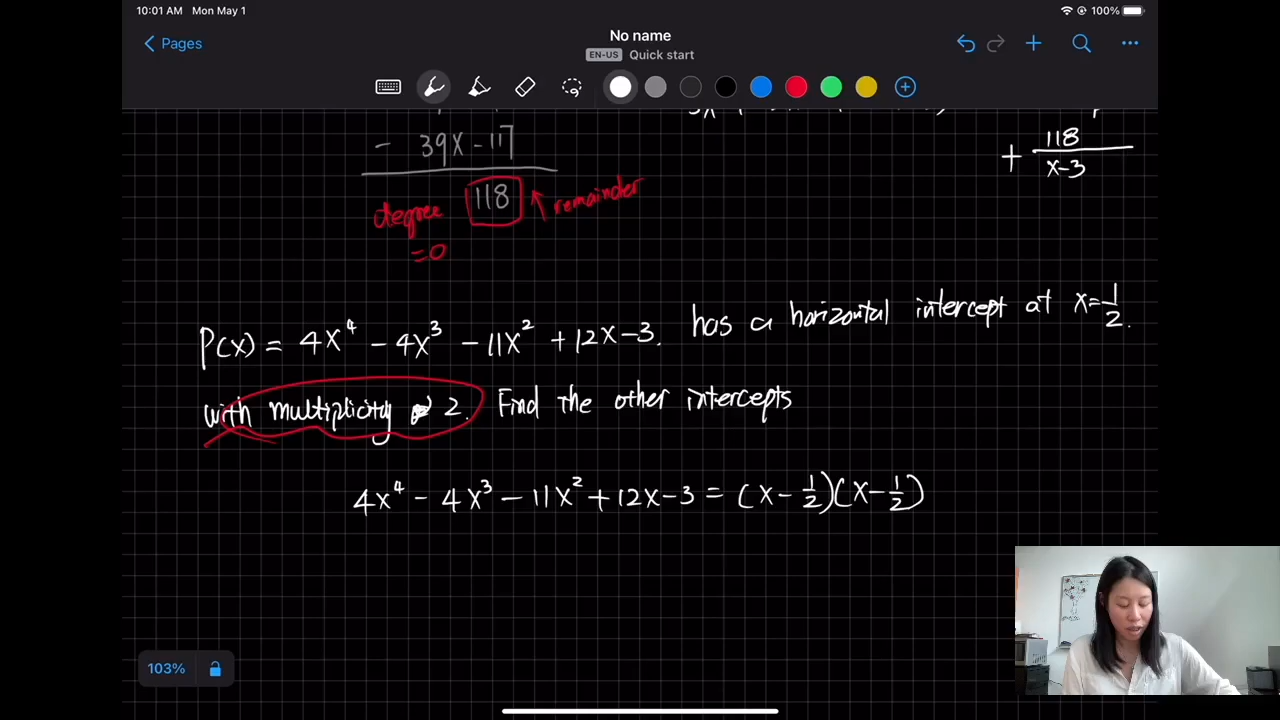 10:01 AM Mon May 1
100%
Pages
No name
EN-US Quick start
- 39x - 117
118
remainder
degree
=0
+ 118
x-3
P(x) = 4x⁴ - 4x³ - 11x² + 12x - 3. has a horizontal intercept at x = 1/2.
with multiplicity 2. Find the other intercepts
4x⁴ - 4x³ - 11x² + 12x - 3 = (x - 1/2)(x - 1/2)
103%